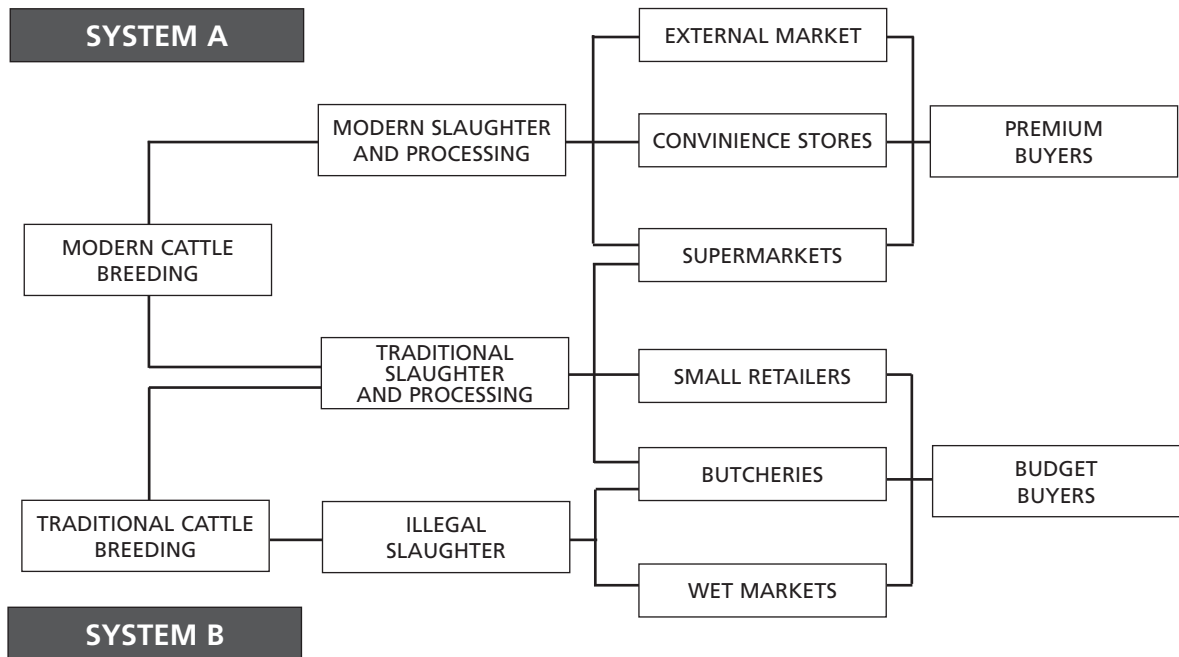 SYSTEM A
EXTERNAL MARKET
MODERN SLAUGHTER
AND PROCESSING
CONVINIENCE STORES
PREMIUM
BUYERS
MODERN CATTLE
BREEDING
SUPERMARKETS
TRADITIONAL
SLAUGHTER
AND PROCESSING
SMALL RETAILERS
BUTCHERIES
BUDGET
BUYERS
TRADITIONAL CATTLE
BREEDING
ILLEGAL
SLAUGHTER
WET MARKETS
SYSTEM B